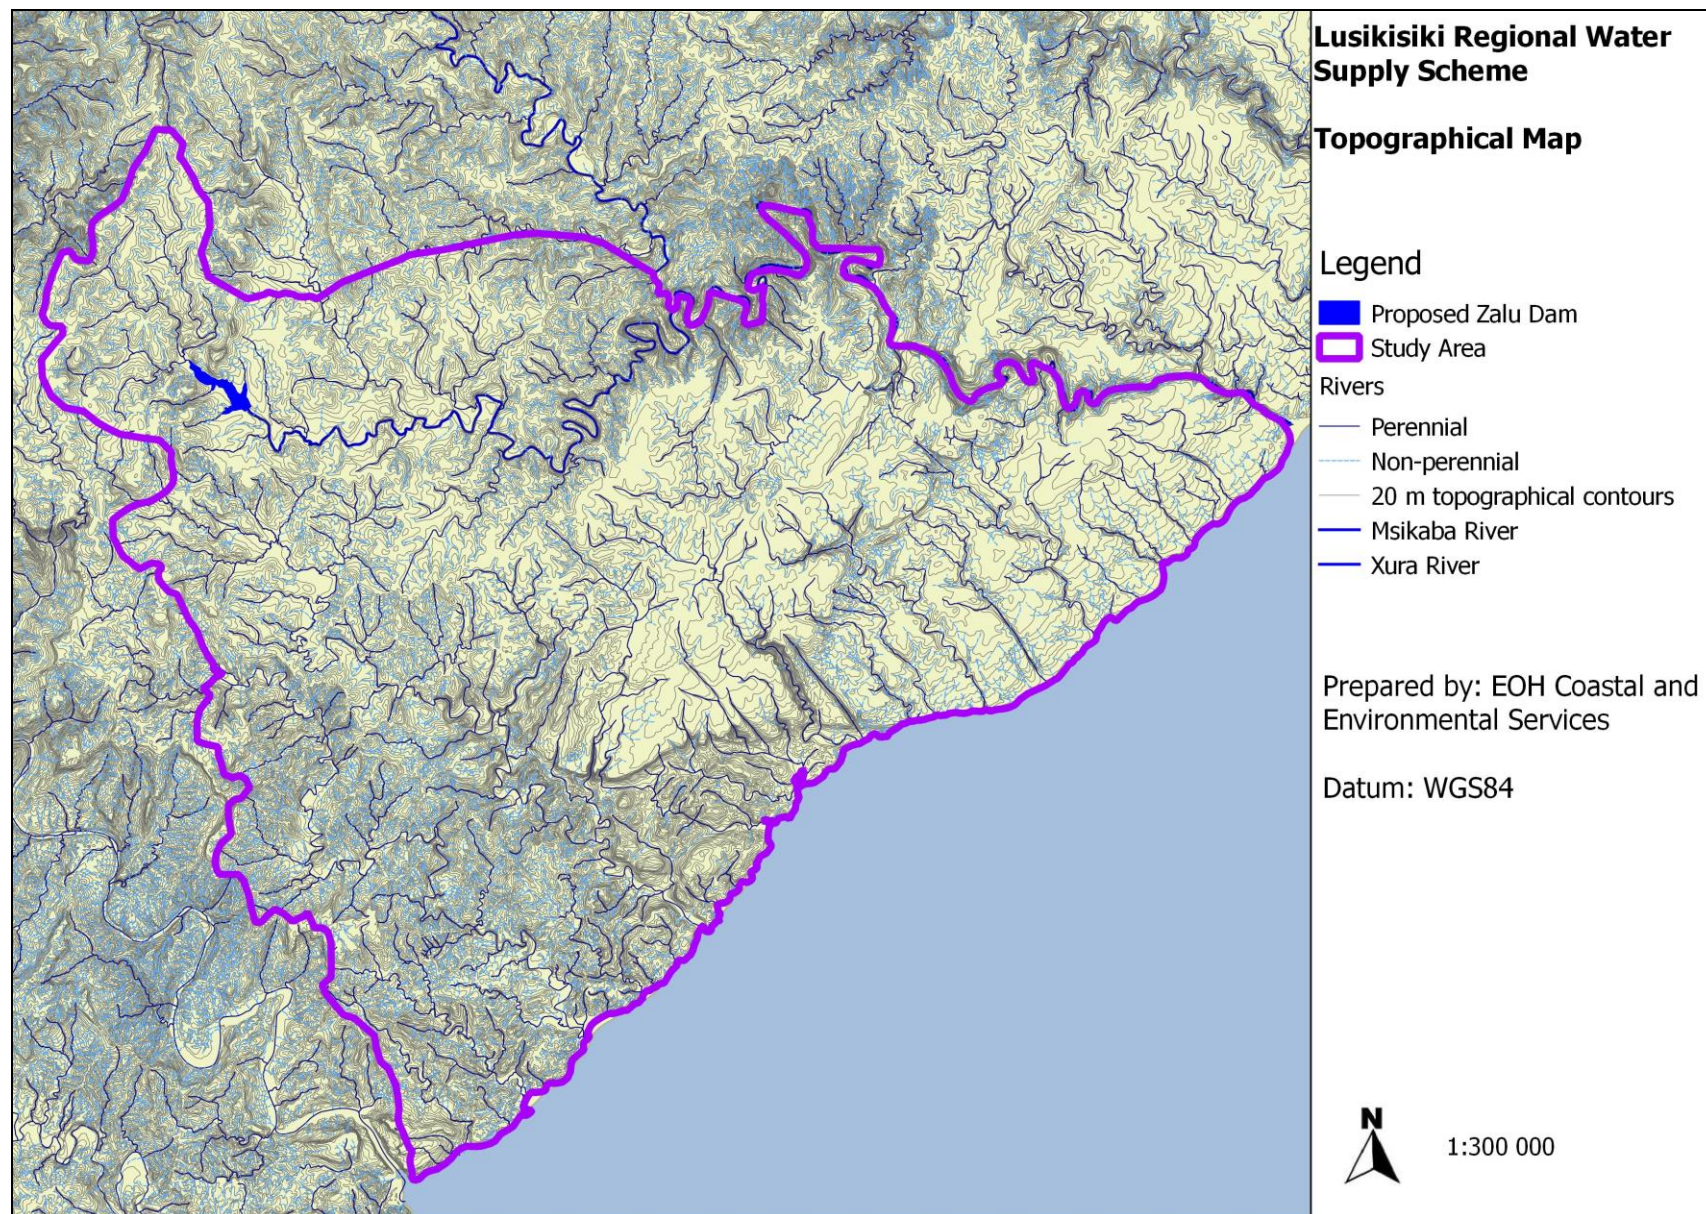 Lusikisiki Regional Water
Supply Scheme
Topographical Map
Legend
Proposed Zalu Dam
Study Area
Rivers
Perennial
Non-perennial
20 m topographical contours
Msikaba River
Xura River
Prepared by: EOH Coastal and
Environmental Services
Datum: WGS84
N
1:300 000